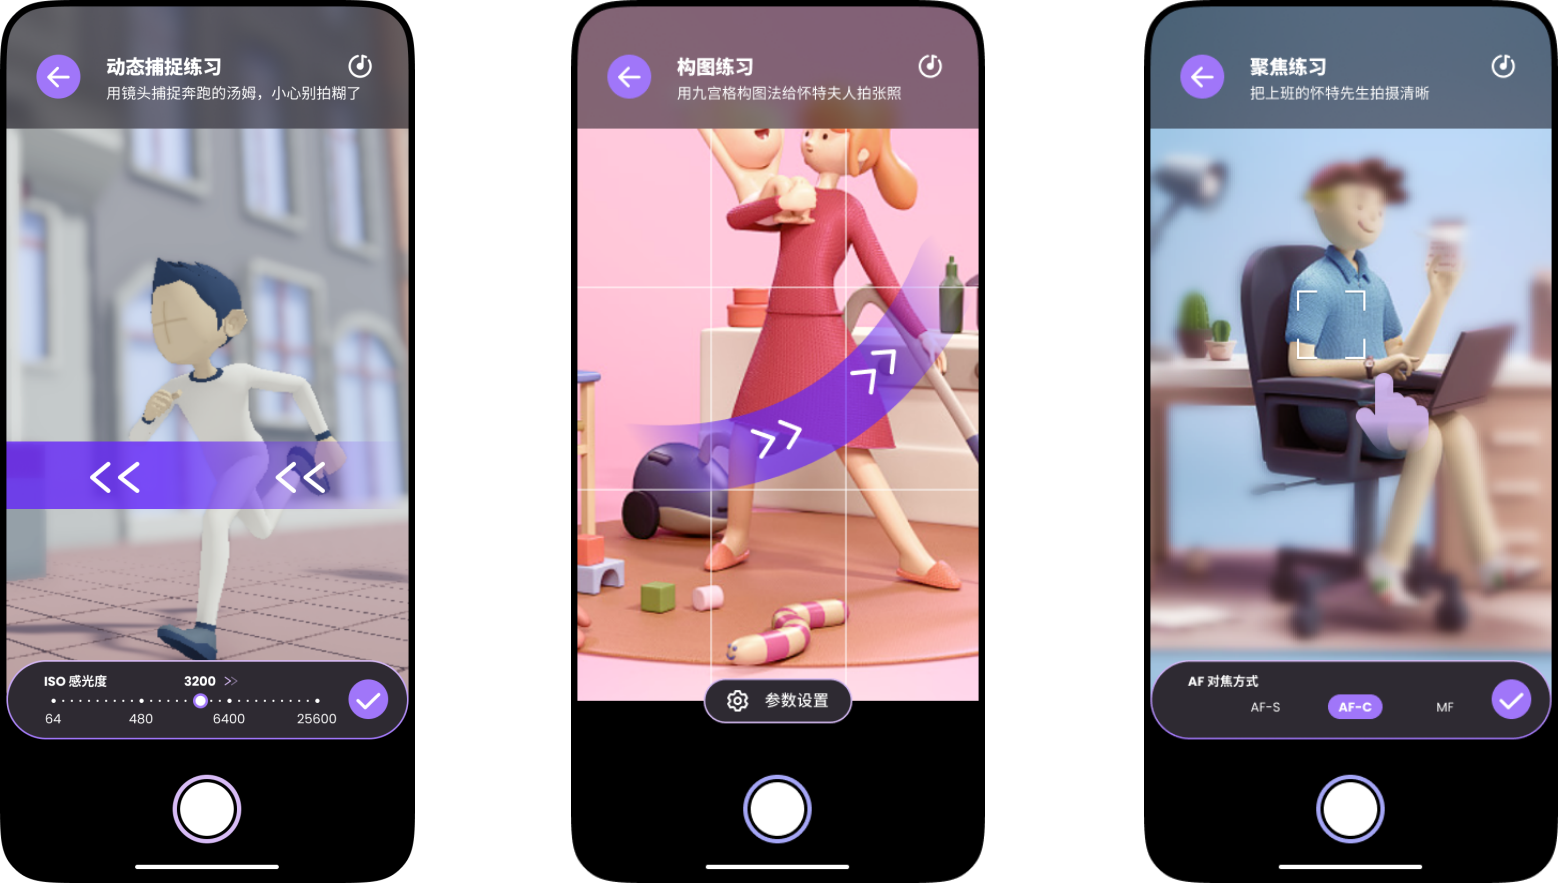 动态捕捉练习
用镜头捕捉奔跑的汤姆，小心别拍糊了
ISO 感光度
3200
64 480 6400 25600
构图练习
用九宫格构图法给怀特夫人拍张照
参数设置
聚焦练习
把上班的怀特先生拍摄清晰
AF 对焦方式
AF-S AF-C MF